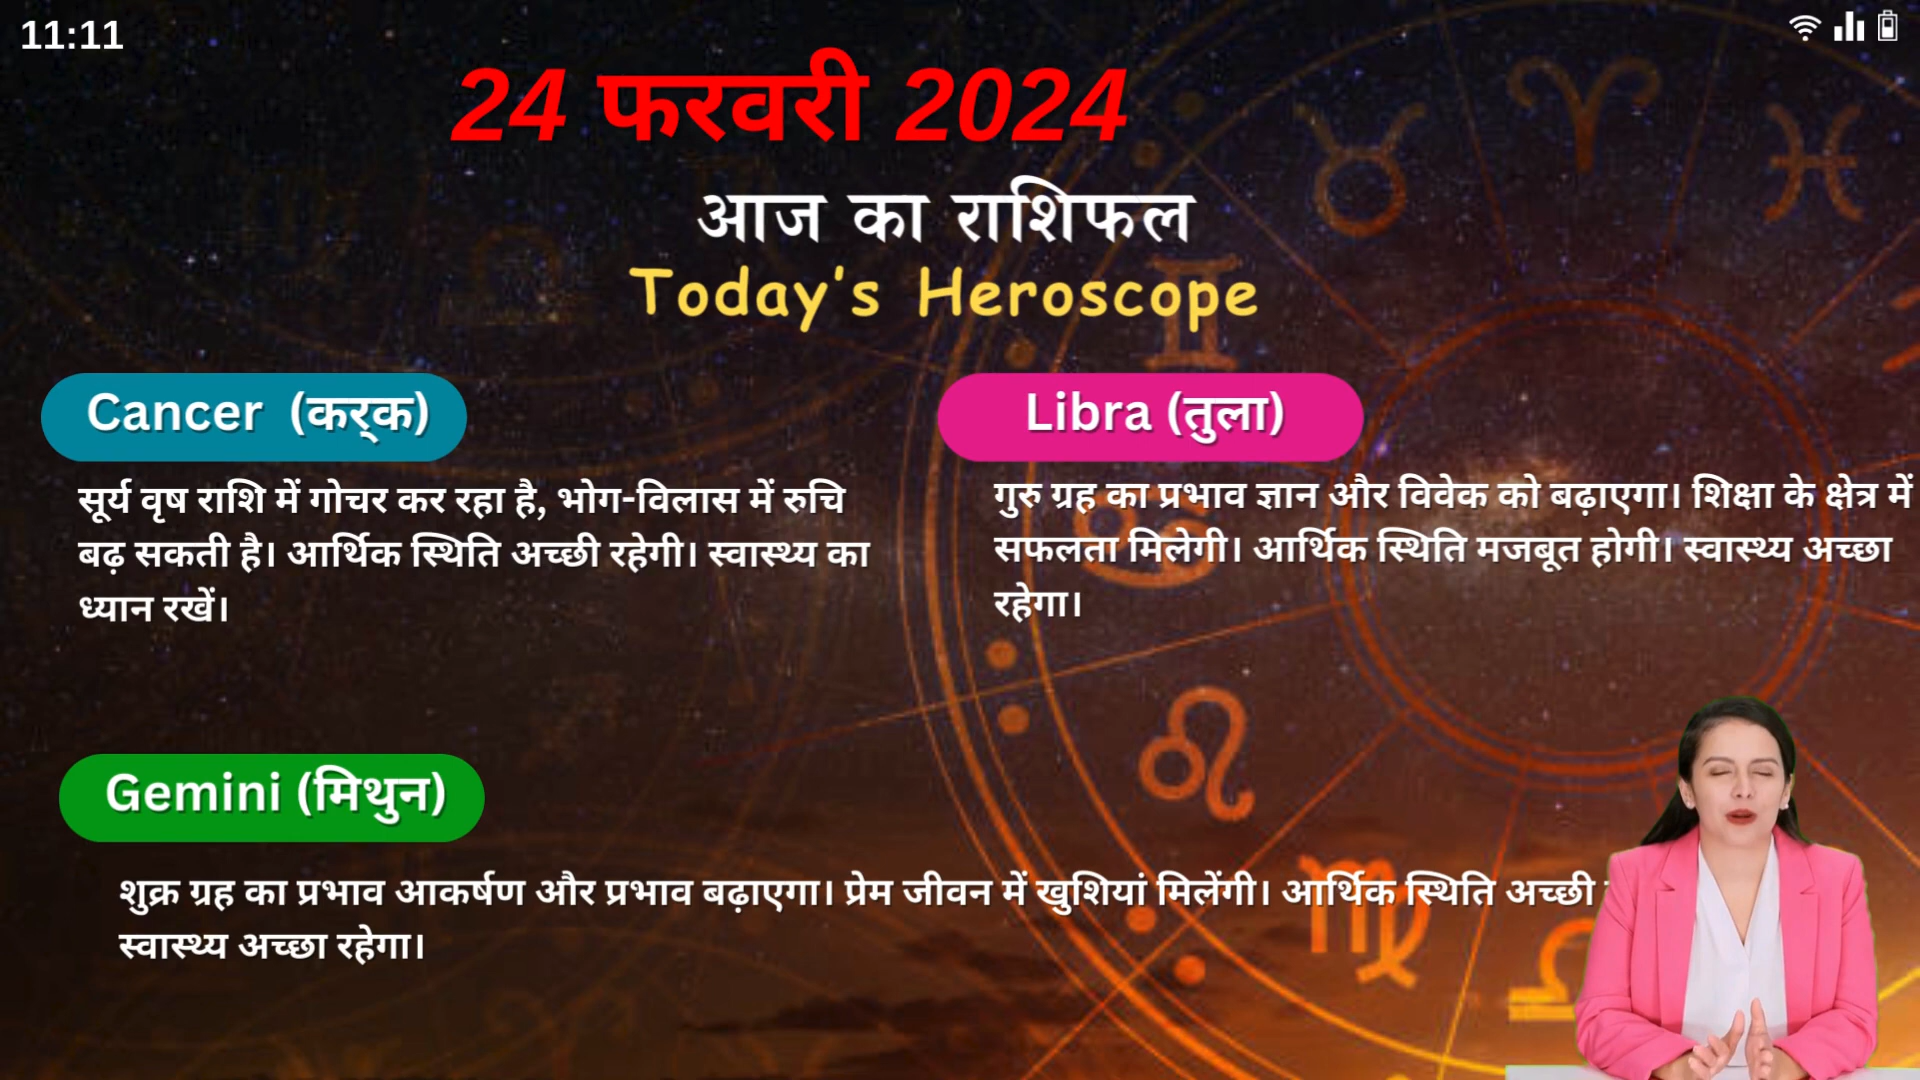 11:11
24 फरवरी 2024
आज का राशिफल
Today's Heroscope
Cancer (कर्‌क)
सूर्य वृष राशि में गोचर कर रहा है, भोग-विलास में रुचि
बढ़ सकती है। आर्थिक स्थिति अच्छी रहेगी। स्वास्थ्य का
ध्यान रखें।
Libra (तुला)
गुरु ग्रह का प्रभाव ज्ञान और विवेक को बढ़ाएगा। शिक्षा के क्षेत्र में
सफलता मिलेगी। आर्थिक स्थिति मजबूत होगी। स्वास्थ्य अच्छा
रहेगा।
Gemini (मिथुन)
शुक्र ग्रह का प्रभाव आकर्षण और प्रभाव बढ़ाएगा। प्रेम जीवन में खुशियां मिलेंगी। आर्थिक स्थिति अच्छी
स्वास्थ्य अच्छा रहेगा।